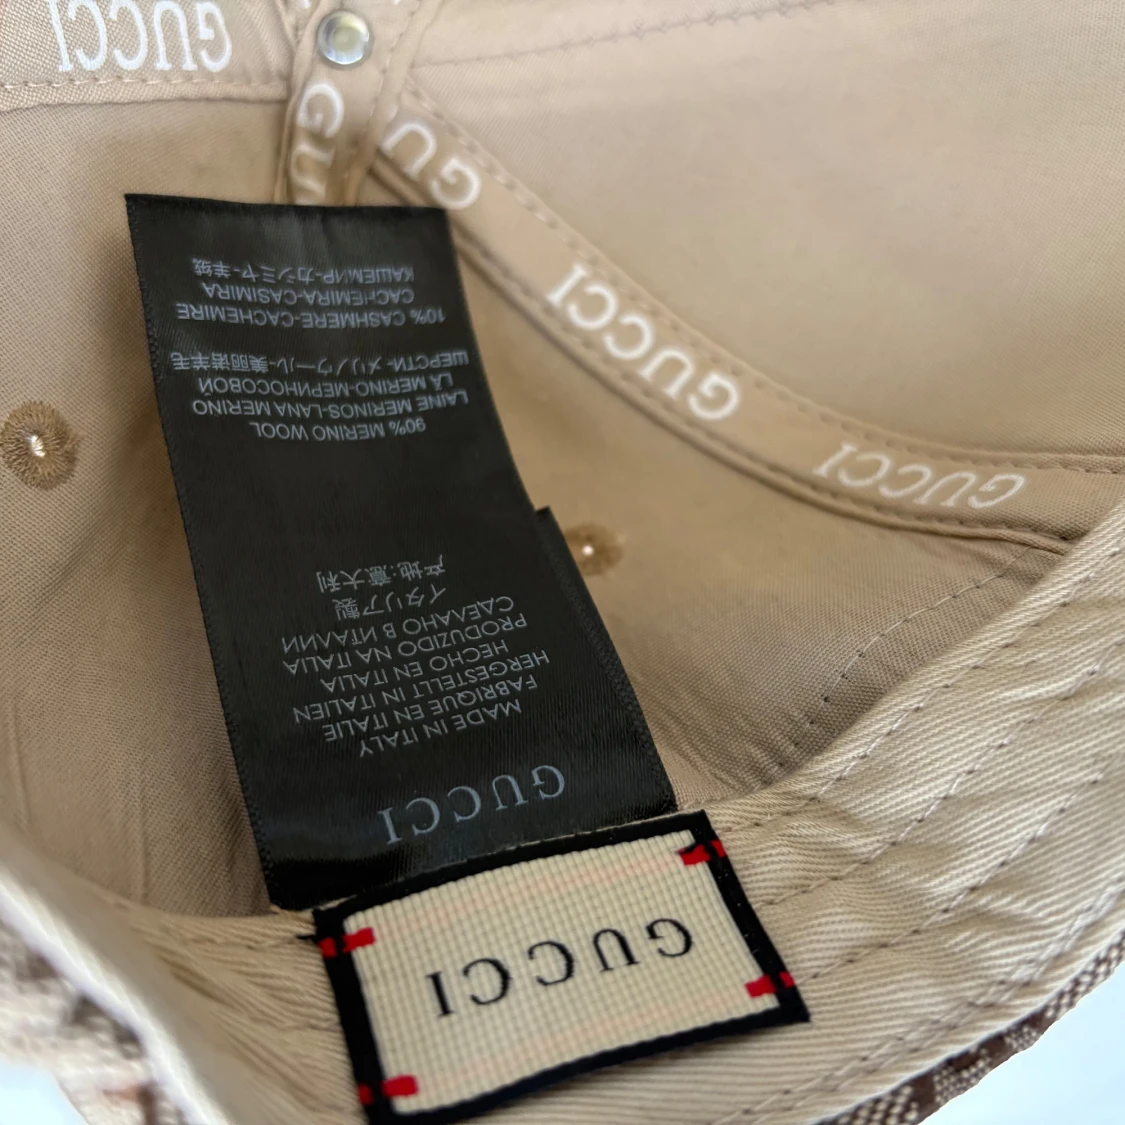 GUCCI
GUCCI
GU
GU
GUCCI
GUCCI
GUCCI
GUCCI
MADE IN ITALY
FABRIQUE EN ITALIE
HERGESTELLT IN ITALIEN
HECHO EN ITALIA
PRODUZIDO NA ITALIA
СДЕЛАНО В ИТАЛИИ
イタリア製
产地:意大利
90% MERINO WOOL
LAINE MERINOS-LANA MERINO
LÃ MERINO-МЕРИНОСОВОЙ
ШЕРСТИ-メリノウール-美丽诺羊毛
10% CASHMERE-CACHEMIRE
CACHEMIRA-CASIMIRA
КАШЕМИР-カシミヤ-羊绒